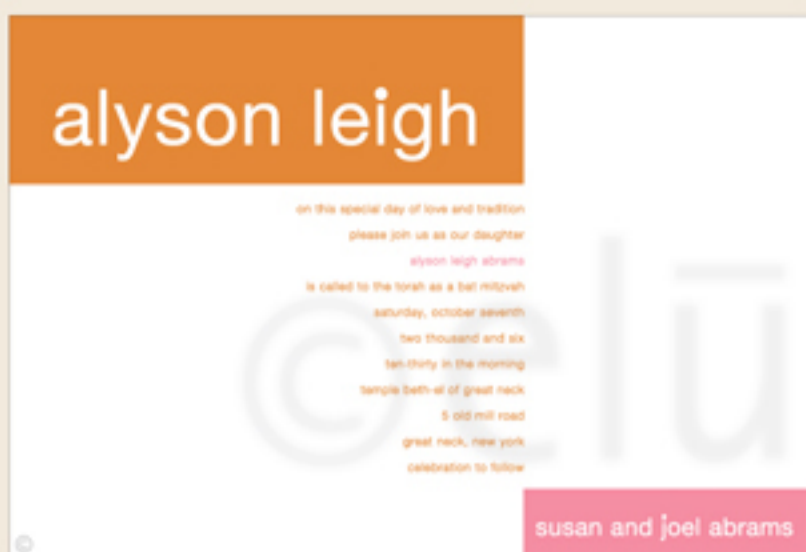 alyson leigh
on this special day of love and tradition
please join us as our daughter
alyson leigh abrams
is called to the torah as a bat mitzvah
saturday, october seventh
two thousand and six
ten-thirty in the morning
temple beth-el of great neck
5 old mill road
great neck, new york
celebration to follow
©elū
susan and joel abrams